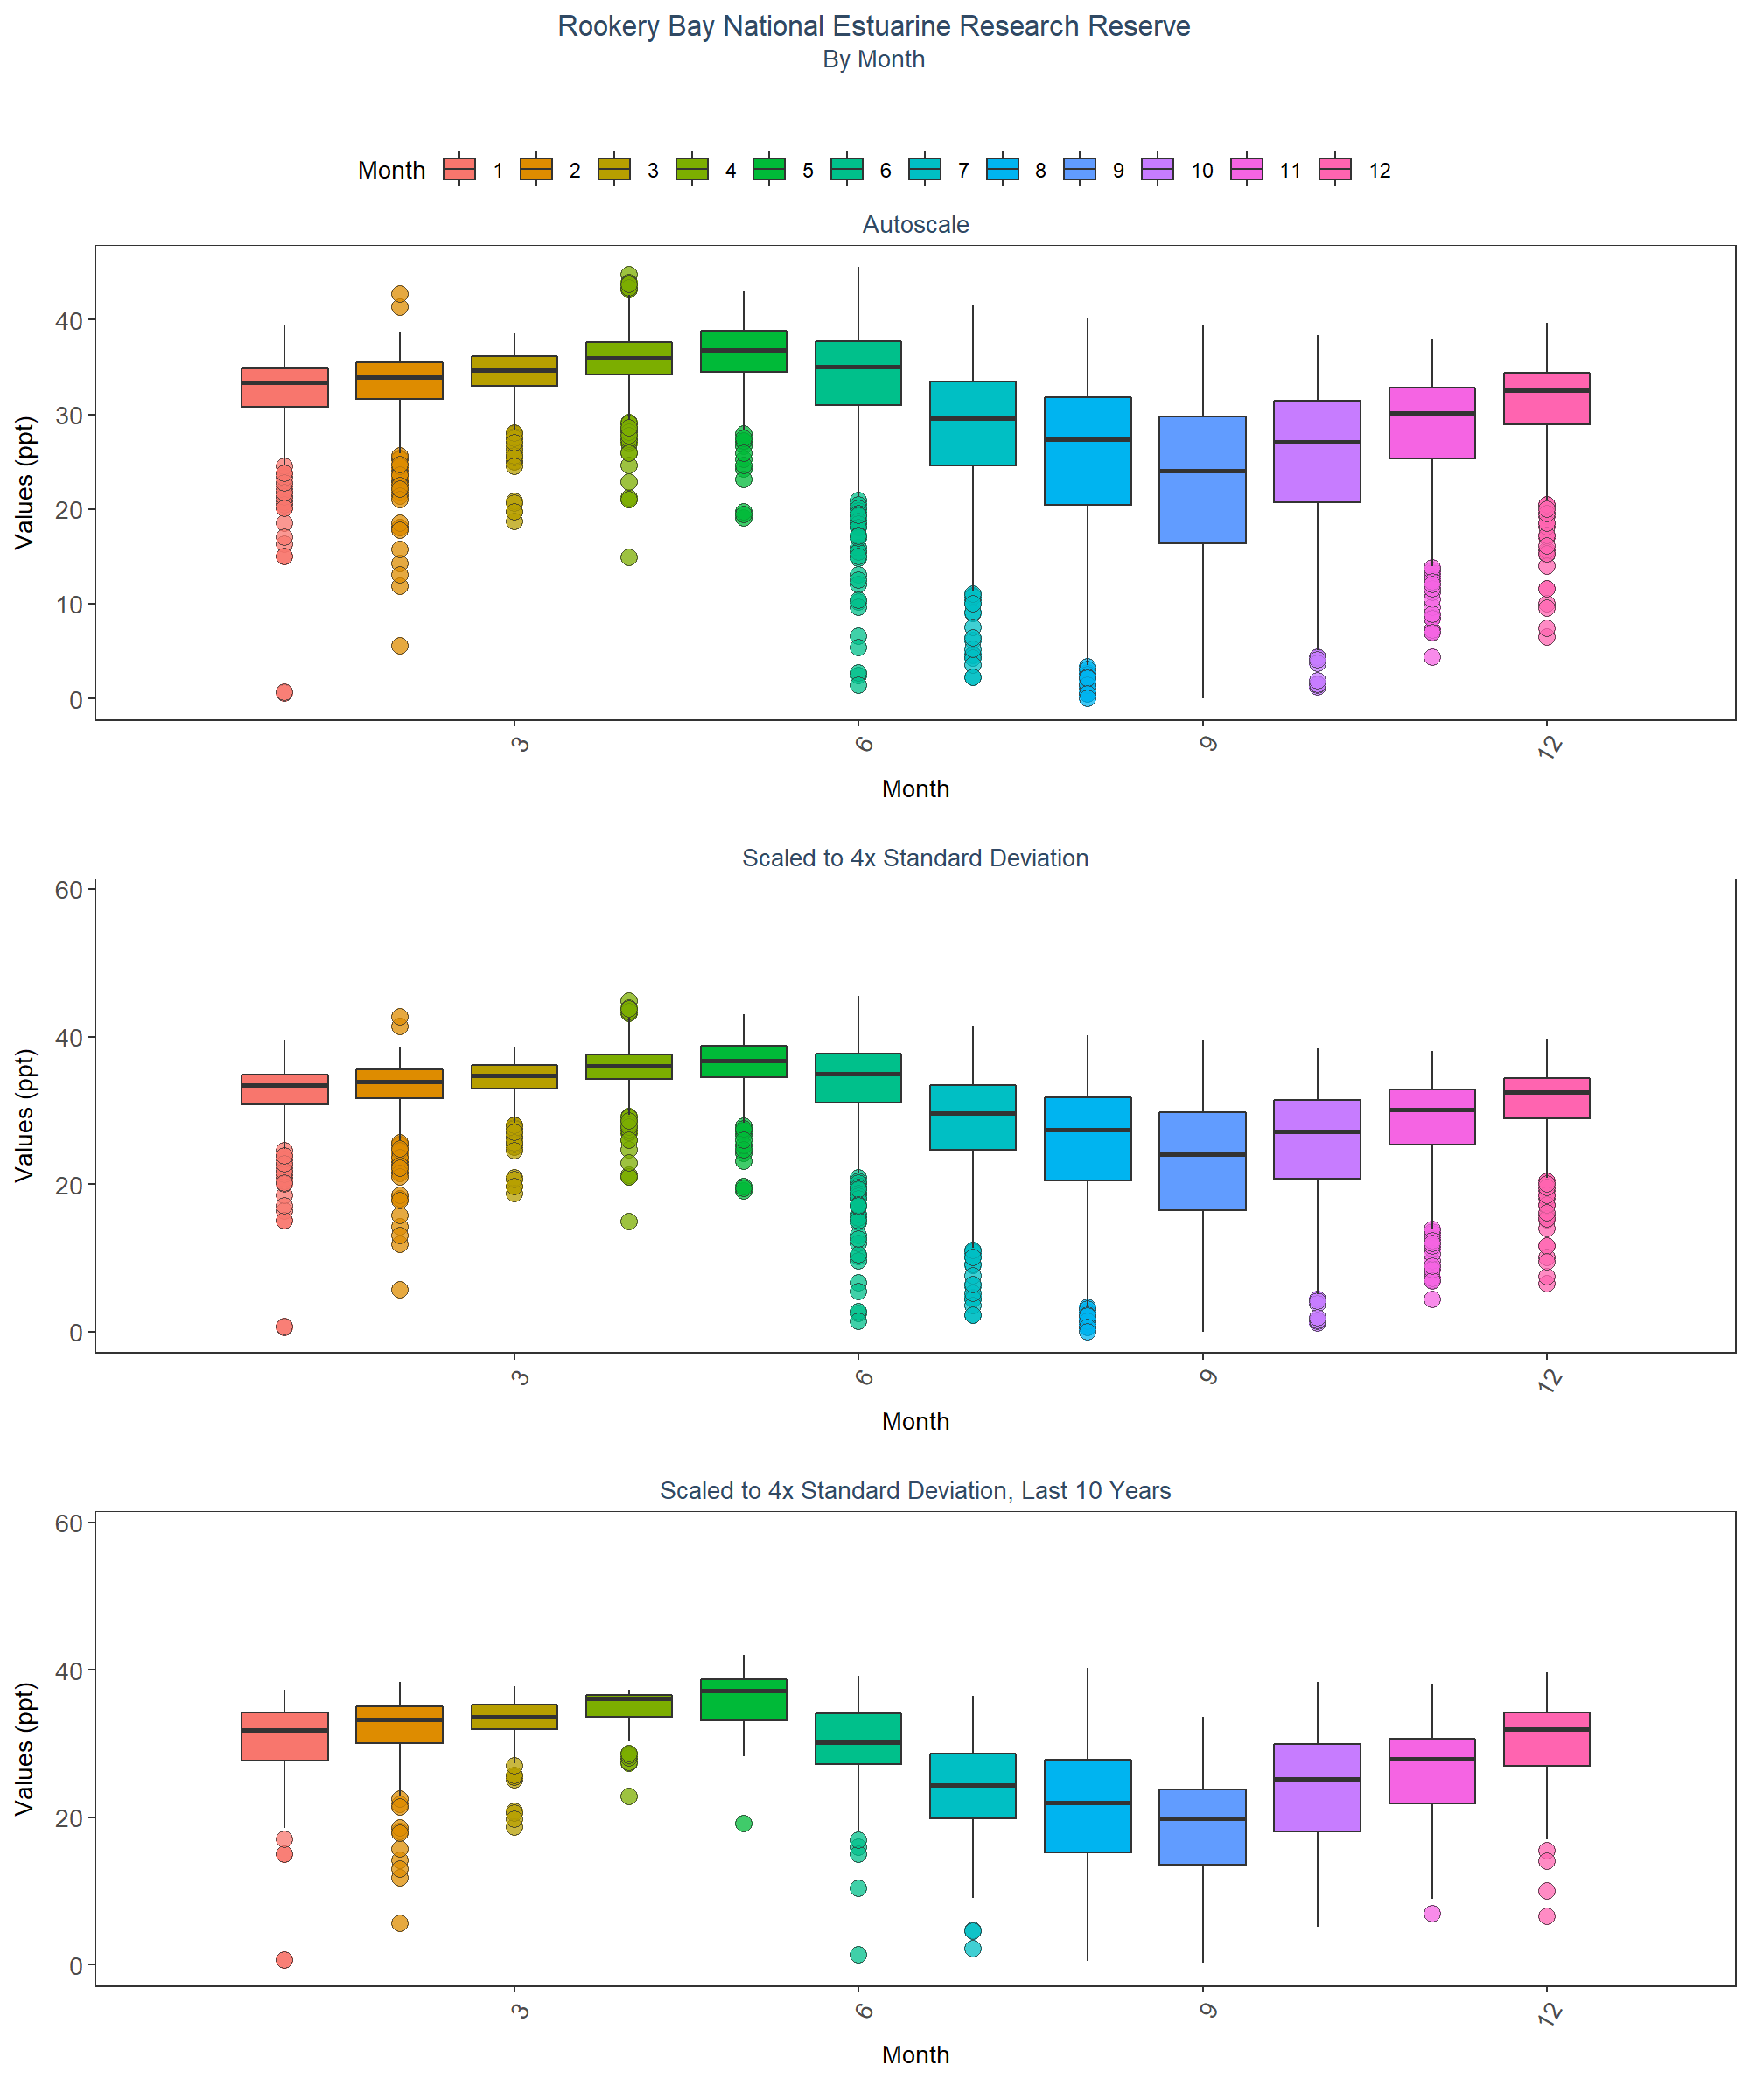 Rookery Bay National Estuarine Research Reserve
By Month
Month 1 2 3 4 5 6 7 8 9 10 11 12
Autoscale
Values (ppt)
40
30
20
10
0
3 6 9 12
Month
Scaled to 4x Standard Deviation
Values (ppt)
60
40
20
0
3 6 9 12
Month
Scaled to 4x Standard Deviation, Last 10 Years
Values (ppt)
60
40
20
0
3 6 9 12
Month